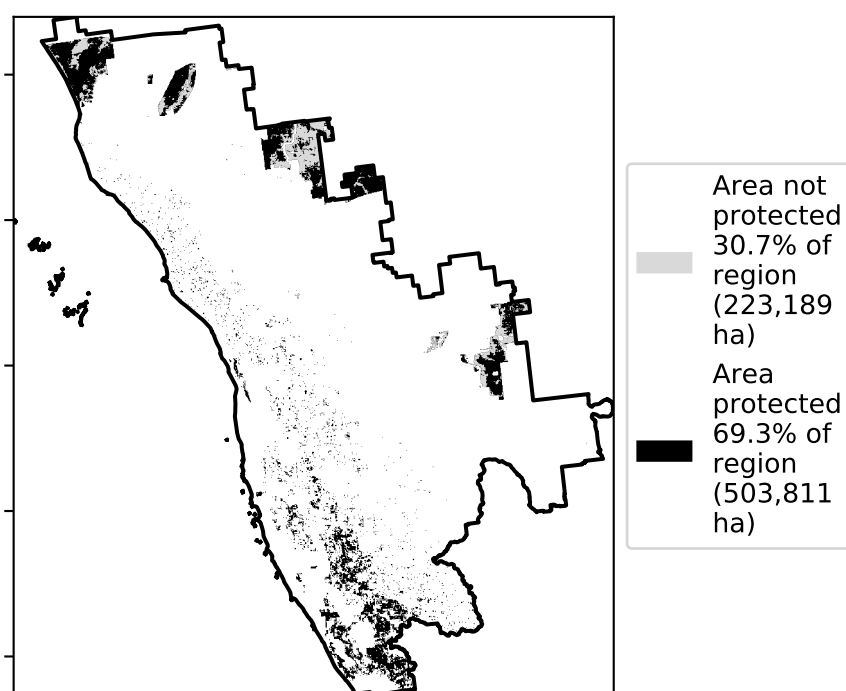 Area not
protected
30.7% of
region
(223,189
ha)
Area
protected
69.3% of
region
(503,811
ha)